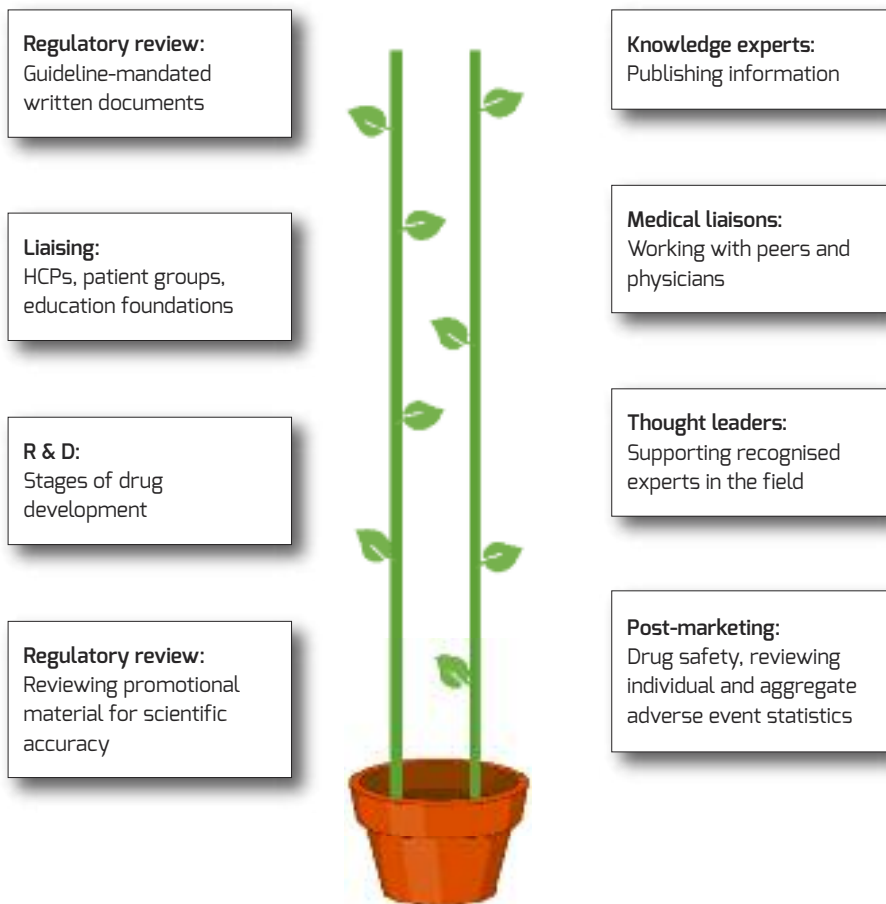 Regulatory review:
Guideline-mandated
written documents
Liaising:
HCPs, patient groups,
education foundations
R & D:
Stages of drug
development
Regulatory review:
Reviewing promotional
material for scientific
accuracy
Knowledge experts:
Publishing information
Medical liaisons:
Working with peers and
physicians
Thought leaders:
Supporting recognised
experts in the field
Post-marketing:
Drug safety, reviewing
individual and aggregate
adverse event statistics